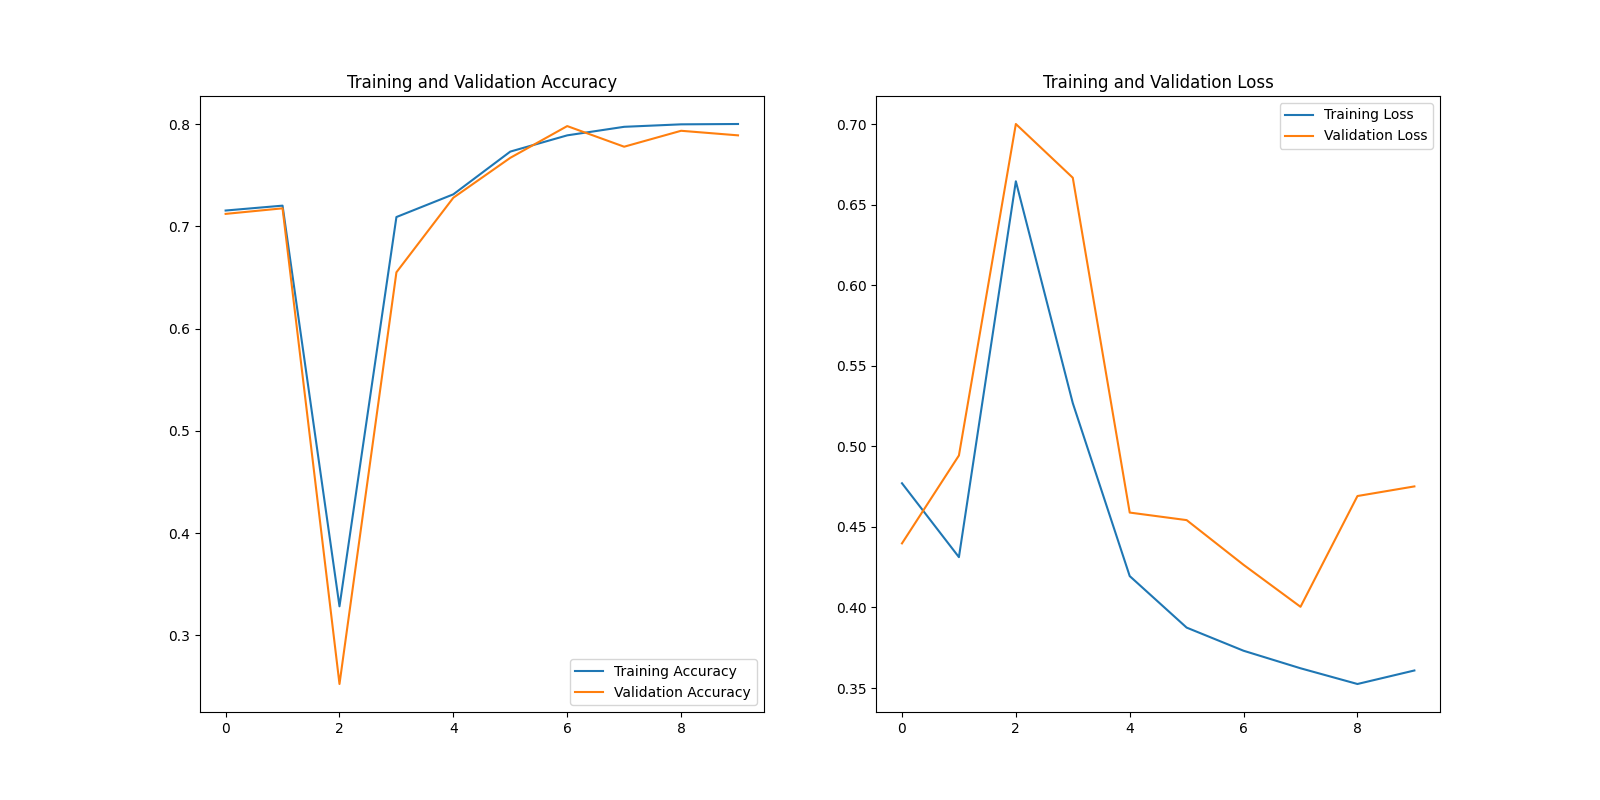 Training and Validation Accuracy
0.8
0.7
0.6
0.5
0.4
0.3
0 2 4 6 8
Training Accuracy
Validation Accuracy
Training and Validation Loss
0.70
0.65
0.60
0.55
0.50
0.45
0.40
0.35
0 2 4 6 8
Training Loss
Validation Loss